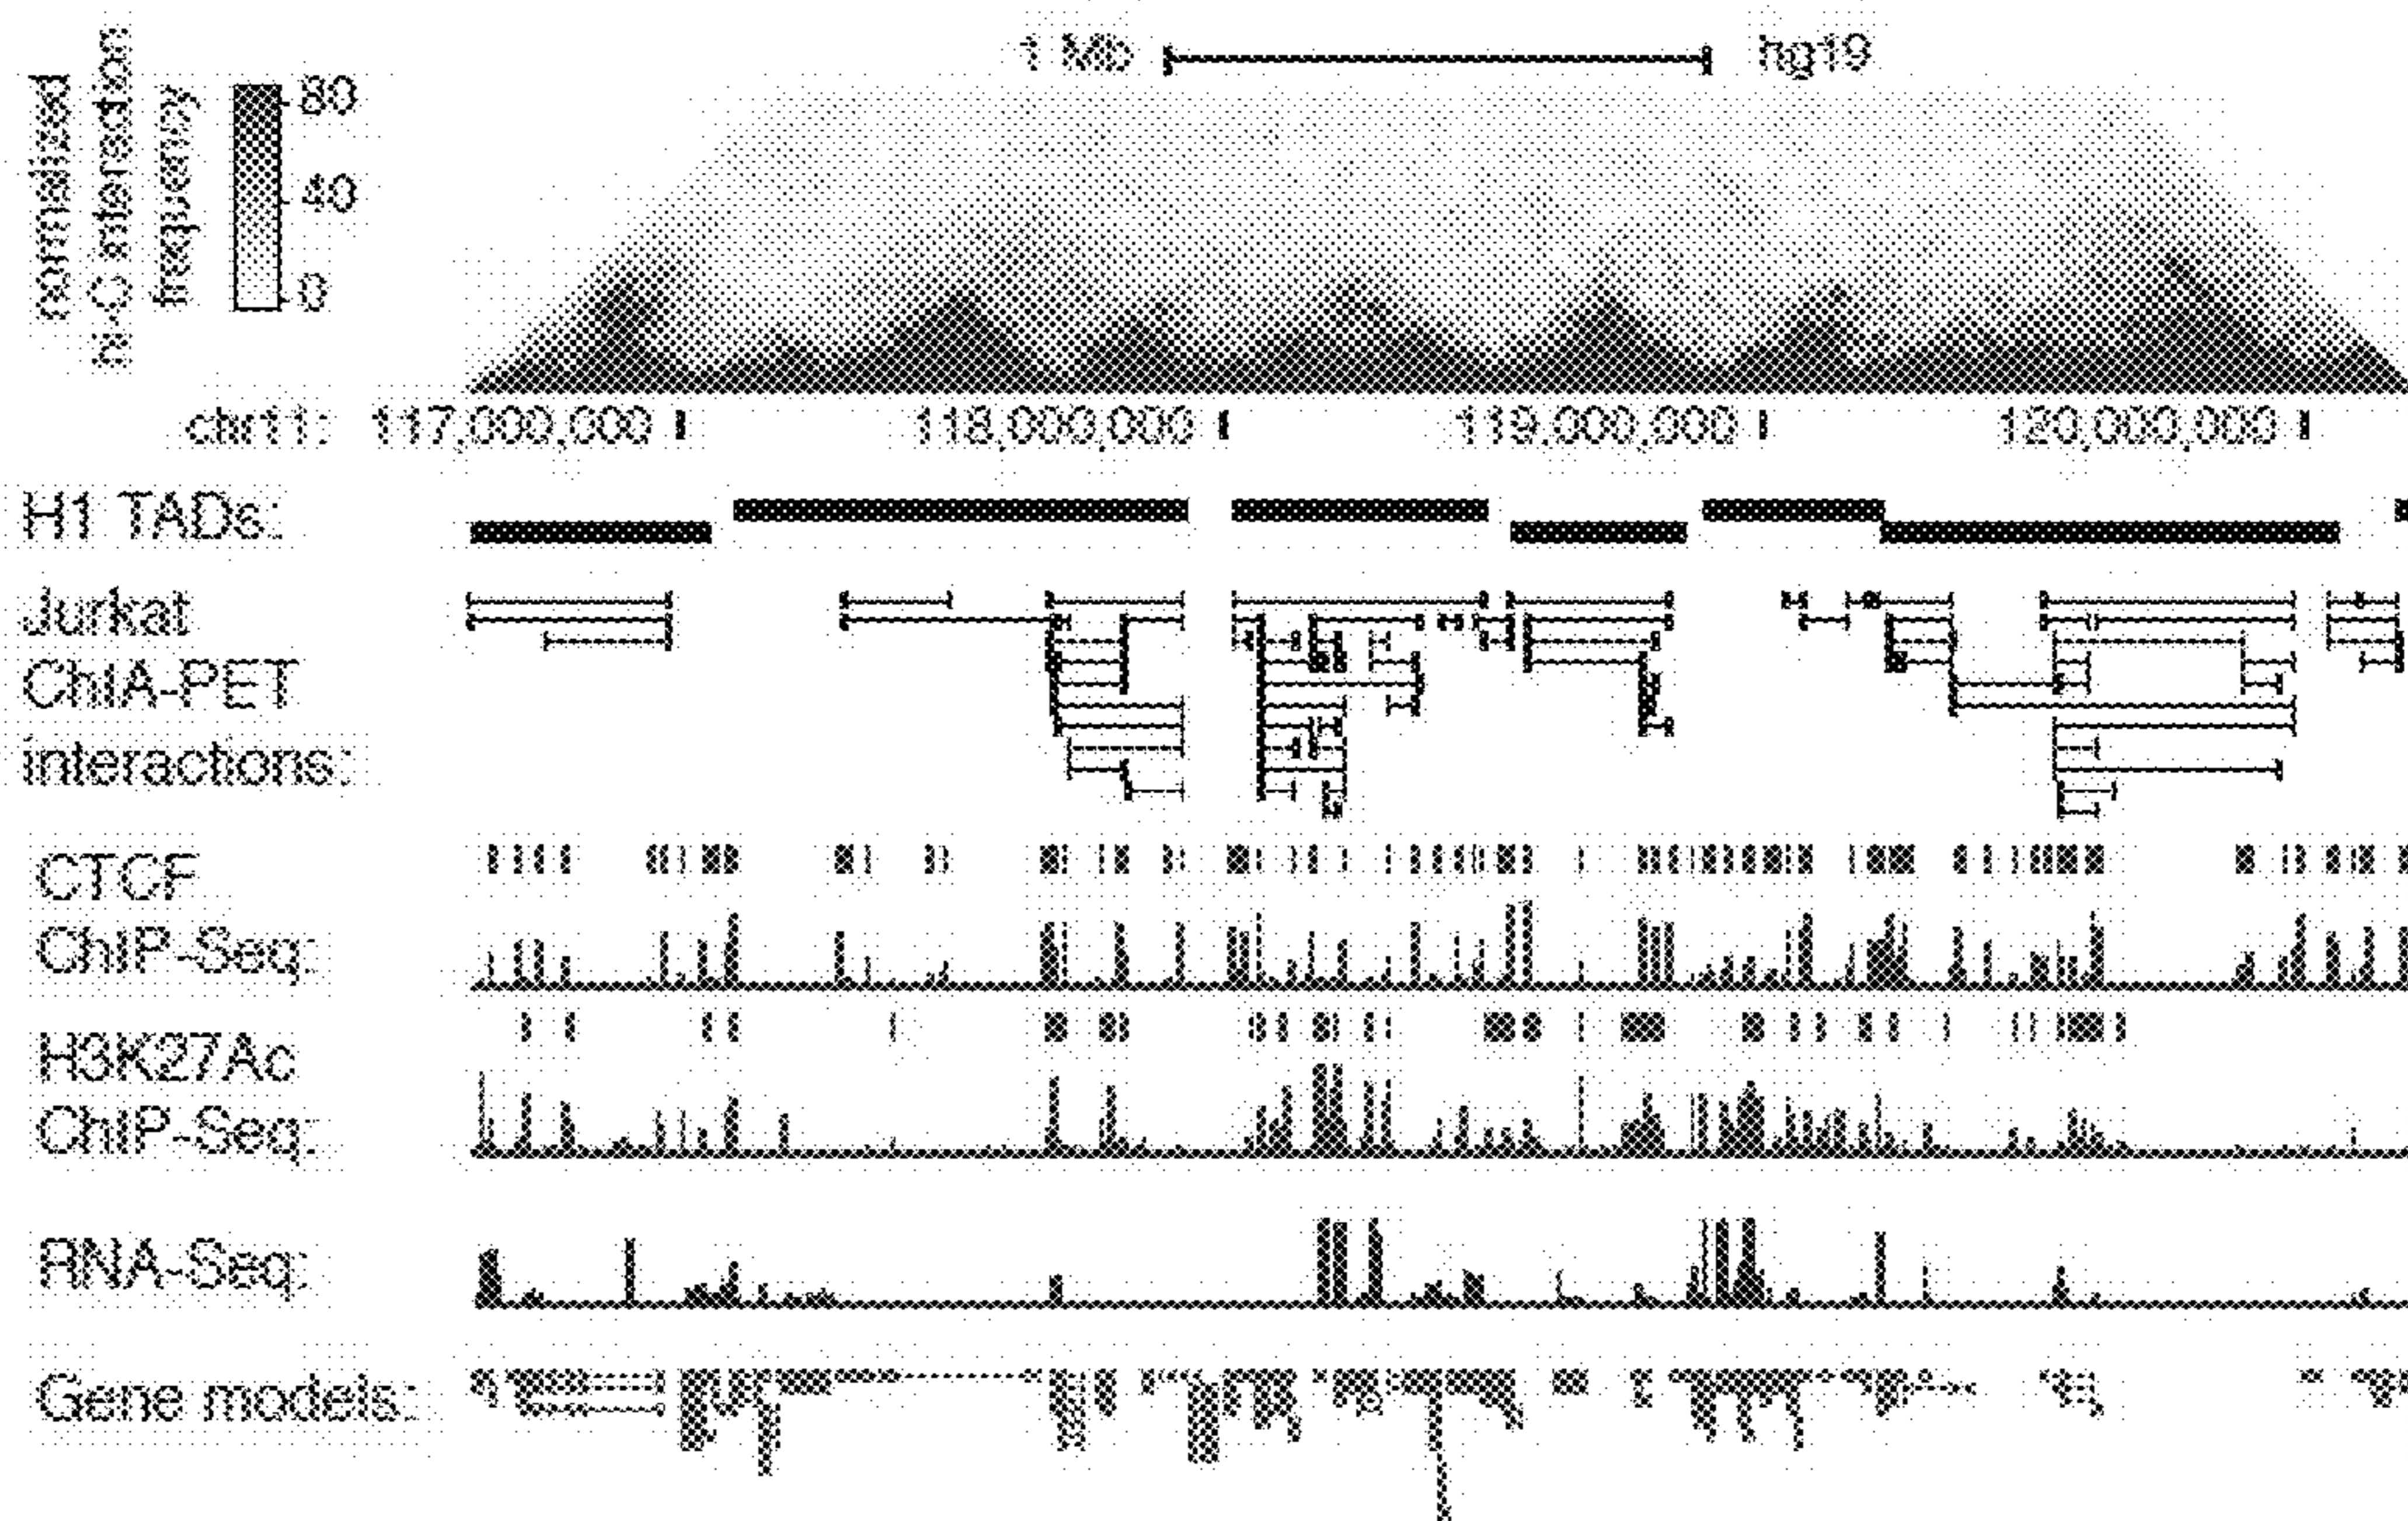 1 Mb hg19
normalized
hi-C interaction
frequency
80
40
0
chr11: 117,000,000 118,000,000 119,000,000 120,000,000
H1 TADs:
Jurkat
ChIA-PET
interactions:
CTCF
ChIP-Seq:
H3K27Ac
ChIP-Seq:
RNA-Seq:
Gene models: